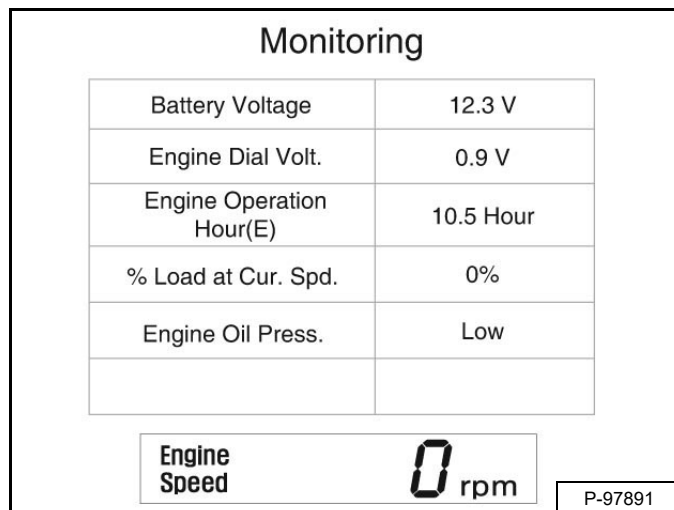 Monitoring
Battery Voltage 12.3 V
Engine Dial Volt. 0.9 V
Engine Operation
Hour(E) 10.5 Hour
% Load at Cur. Spd. 0%
Engine Oil Press. Low
Engine
Speed 0 rpm
P-97891